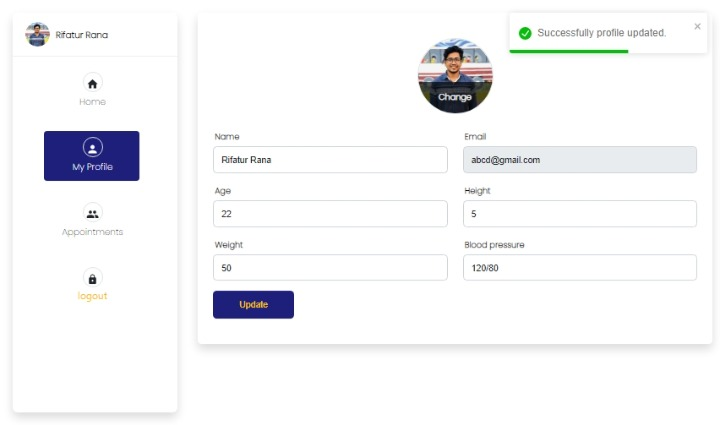 Rifatur Rana
Home
My Profile
Appointments
logout
Successfully profile updated.
Change
Name
Email
Rifatur Rana
abcd@gmail.com
Age
Height
22
5
Weight
Blood pressure
50
120/80
Update